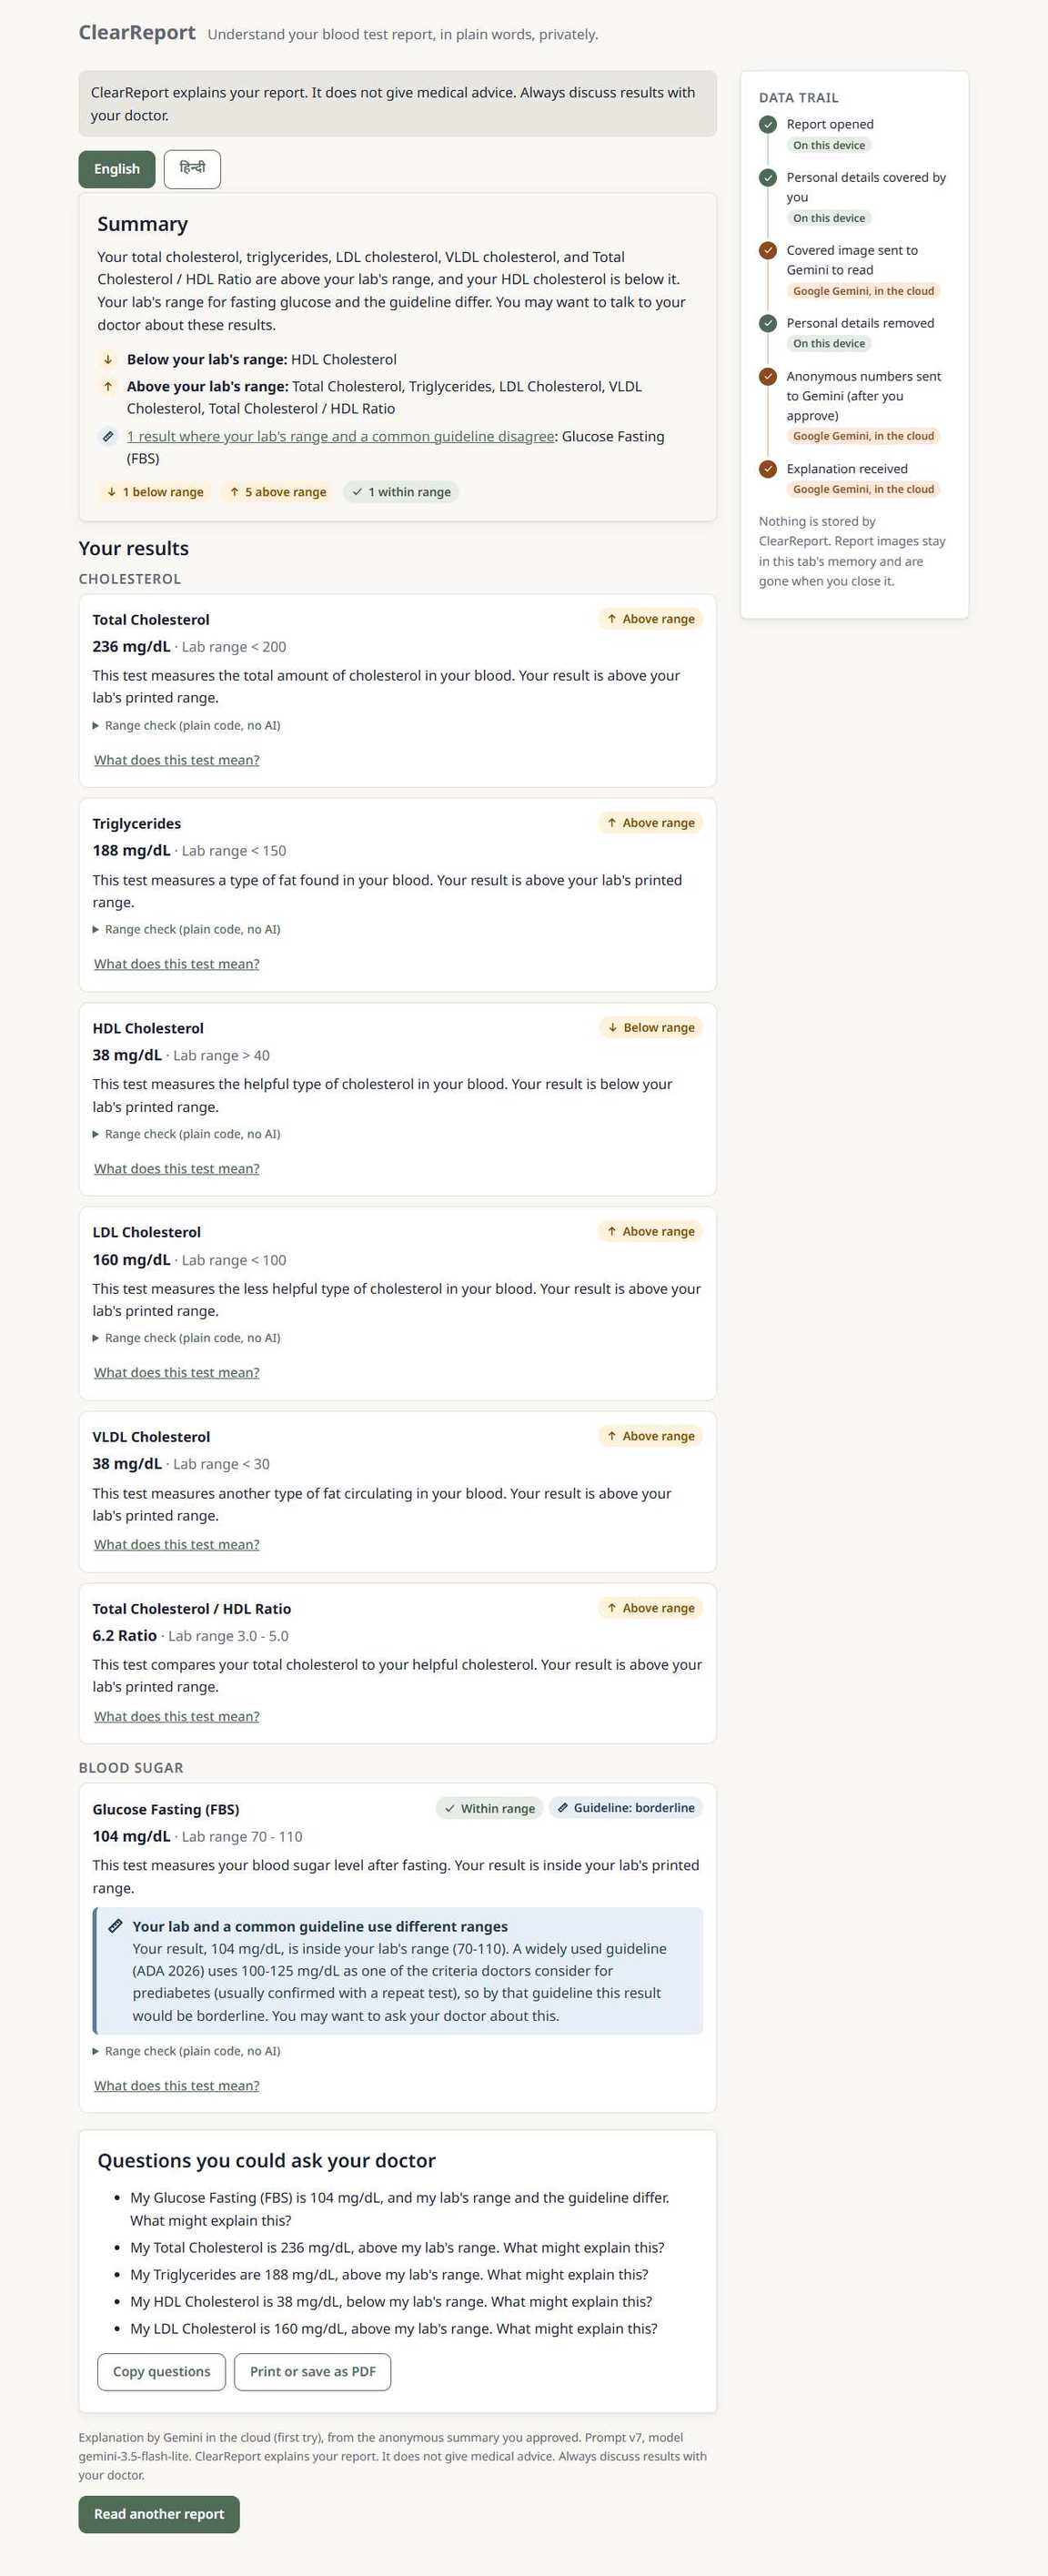 ClearReport Understand your blood test report, in plain words, privately.
ClearReport explains your report. It does not give medical advice. Always discuss results with
your doctor.
English हिन्दी
Summary
Your total cholesterol, triglycerides, LDL cholesterol, VLDL cholesterol, and Total
Cholesterol / HDL Ratio are above your lab's range, and your HDL cholesterol is below it.
Your lab's range for fasting glucose and the guideline differ. You may want to talk to your
doctor about these results.
↓ Below your lab's range: HDL Cholesterol
↑ Above your lab's range: Total Cholesterol, Triglycerides, LDL Cholesterol, VLDL
Cholesterol, Total Cholesterol / HDL Ratio
1 result where your lab's range and a common guideline disagree: Glucose Fasting
(FBS)
↓ 1 below range ↑ 5 above range ✓ 1 within range
Your results
CHOLESTEROL
Total Cholesterol ↑ Above range
236 mg/dL · Lab range < 200
This test measures the total amount of cholesterol in your blood. Your result is above your
lab's printed range.
▶ Range check (plain code, no AI)
What does this test mean?
Triglycerides ↑ Above range
188 mg/dL · Lab range < 150
This test measures a type of fat found in your blood. Your result is above your lab's printed
range.
▶ Range check (plain code, no AI)
What does this test mean?
HDL Cholesterol ↓ Below range
38 mg/dL · Lab range > 40
This test measures the helpful type of cholesterol in your blood. Your result is below your
lab's printed range.
▶ Range check (plain code, no AI)
What does this test mean?
LDL Cholesterol ↑ Above range
160 mg/dL · Lab range < 100
This test measures the less helpful type of cholesterol in your blood. Your result is above your
lab's printed range.
▶ Range check (plain code, no AI)
What does this test mean?
VLDL Cholesterol ↑ Above range
38 mg/dL · Lab range < 30
This test measures another type of fat circulating in your blood. Your result is above your
lab's printed range.
What does this test mean?
Total Cholesterol / HDL Ratio ↑ Above range
6.2 Ratio · Lab range 3.0 - 5.0
This test compares your total cholesterol to your helpful cholesterol. Your result is above your
lab's printed range.
What does this test mean?
BLOOD SUGAR
Glucose Fasting (FBS) ✓ Within range Guideline: borderline
104 mg/dL · Lab range 70 - 110
This test measures your blood sugar level after fasting. Your result is inside your lab's printed
range.
Your lab and a common guideline use different ranges
Your result, 104 mg/dL, is inside your lab's range (70-110). A widely used guideline
(ADA 2026) uses 100-125 mg/dL as one of the criteria doctors consider for
prediabetes (usually confirmed with a repeat test), so by that guideline this result
would be borderline. You may want to ask your doctor about this.
▶ Range check (plain code, no AI)
What does this test mean?
Questions you could ask your doctor
• My Glucose Fasting (FBS) is 104 mg/dL, and my lab's range and the guideline differ.
What might explain this?
• My Total Cholesterol is 236 mg/dL, above my lab's range. What might explain this?
• My Triglycerides are 188 mg/dL, above my lab's range. What might explain this?
• My HDL Cholesterol is 38 mg/dL, below my lab's range. What might explain this?
• My LDL Cholesterol is 160 mg/dL, above my lab's range. What might explain this?
Copy questions Print or save as PDF
Explanation by Gemini in the cloud (first try), from the anonymous summary you approved. Prompt v7, model
gemini-3.5-flash-lite. ClearReport explains your report. It does not give medical advice. Always discuss results with
your doctor.
Read another report
DATA TRAIL
Report opened
On this device
Personal details covered by
you
On this device
Covered image sent to
Gemini to read
Google Gemini, in the cloud
Personal details removed
On this device
Anonymous numbers sent
to Gemini (after you
approve)
Google Gemini, in the cloud
Explanation received
Google Gemini, in the cloud
Nothing is stored by
ClearReport. Report images stay
in this tab's memory and are
gone when you close it.